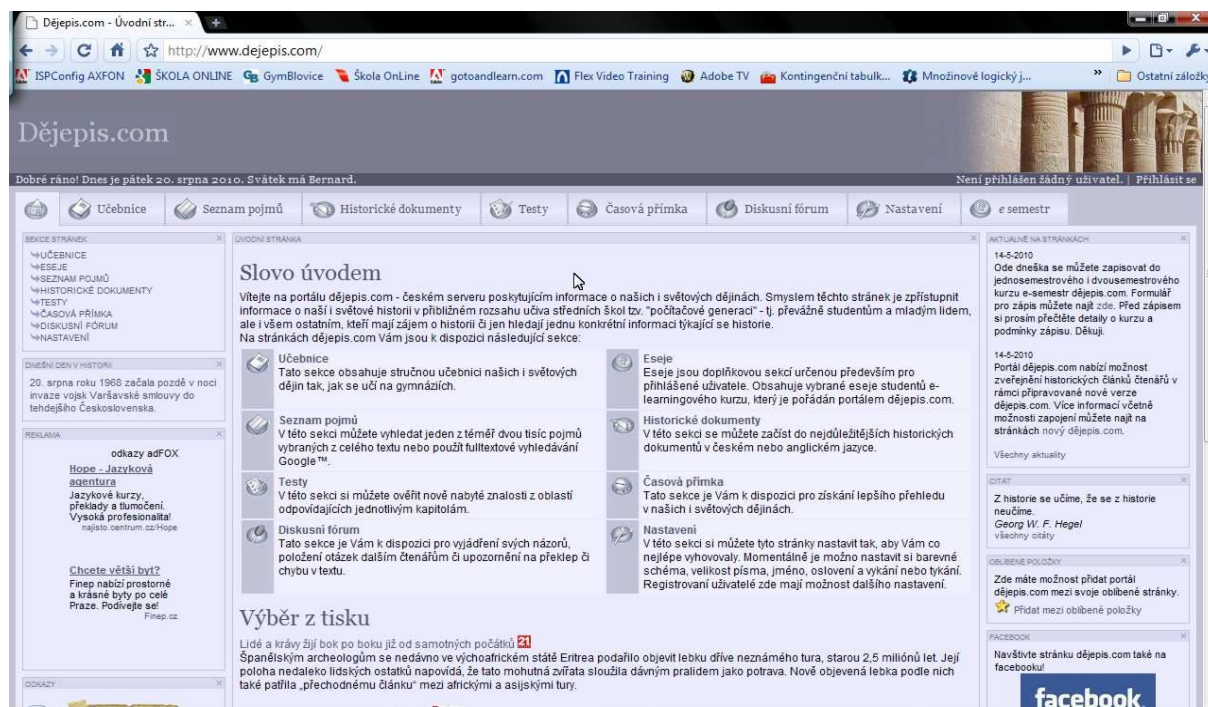 Dějepis.com - Úvodní str...
http://www.dejepis.com/
ISPConfig AXFON ŠKOLA ONLINE GymBlovice Škola OnLine gotoandlearn.com Flex Video Training Adobe TV Kontingenční tabulk... Množinově logický j... » Ostatní záložky
Dějepis.com
Dobré ráno! Dnes je pátek 20. srpna 2010. Svátek má Bernard.
Není přihlášen žádný uživatel. | Přihlásit se
Učebnice Seznam pojmů Historické dokumenty Testy Časová přímka Diskusní fórum Nastavení e semestr
SEKCE STRÁNEK
UČEBNICE
ESEJE
SEZNAM POJMŮ
HISTORICKÉ DOKUMENTY
TESTY
ČASOVÁ PŘÍMKA
DISKUSNÍ FÓRUM
NASTAVENÍ
DNEŠNÍ DEN V HISTORII
20. srpna roku 1968 začala pozdě v noci
invaze vojsk Varšavské smlouvy do
tehdejšího Československa.
REKLAMA
odkazy adFOX
Hope - Jazyková
agentura
Jazykové kurzy,
překlady a tlumočení.
Vysoká profesionalita!
najisto.centrum.cz/Hope
Chcete větší byt?
Finep nabízí prostorné
a krásné byty po celé
Praze. Podívejte se!
Finep.cz
ODKAZY
ÚVODNÍ STRÁNKA
Slovo úvodem
Vítejte na portálu dějepis.com - českém serveru poskytujícím informace o našich i světových dějinách. Smyslem těchto stránek je zpřístupnit
informace o naší i světové historii v přibližném rozsahu učiva středních škol tzv. "počítačové generaci" - tj. převážně studentům a mladým lidem,
ale i všem ostatním, kteří mají zájem o historii či jen hledají jednu konkrétní informaci týkající se historie.
Na stránkách dějepis.com Vám jsou k dispozici následující sekce:
Učebnice
Tato sekce obsahuje stručnou učebnici našich i světových
dějin tak, jak se učí na gymnáziích.
Eseje
Eseje jsou doplňkovou sekcí určenou především pro
přihlášené uživatele. Obsahuje vybrané eseje studentů e-
learningového kurzu, který je pořádán portálem dějepis.com.
Seznam pojmů
V této sekci můžete vyhledat jeden z téměř dvou tisíc pojmů
vybraných z celého textu nebo použít fulltextové vyhledávání
Google™.
Historické dokumenty
V této sekci se můžete začíst do nejdůležitějších historických
dokumentů v českém nebo anglickém jazyce.
Testy
V této sekci si můžete ověřit nově nabyté znalosti z oblastí
odpovídajících jednotlivým kapitolám.
Časová přímka
Tato sekce je Vám k dispozici pro získání lepšího přehledu
v našich i světových dějinách.
Diskusní fórum
Tato sekce je Vám k dispozici pro vyjádření svých názorů,
položení otázek dalším čtenářům či upozornění na překlep či
chybu v textu.
Nastavení
V této sekci si můžete tyto stránky nastavit tak, aby Vám co
nejlépe vyhovovaly. Momentálně je možno nastavit si barevné
schéma, velikost písma, jméno, oslovení a vykání nebo tykání.
Registrovaní uživatelé zde mají možnost dalšího nastavení.
Výběr z tisku
Lidé a krávy žijí bok po boku již od samotných počátků 21
Španělským archeologům se nedávno ve východoafrickém státě Eritrea podařilo objevit lebku dříve neznámého tura, starou 2,5 miliónů let. Její
poloha nedaleko lidských ostatků napovídá, že tato mohutná zvířata sloužila dávným pralidem jako potrava. Nově objevená lebka podle nich
také patřila „přechodnému článku“ mezi africkými a asijskými tury.
AKTUÁLNĚ NA STRÁNKÁCH
14-5-2010
Ode dneška se můžete zapisovat do
jednosemestrového i dvousemestrového
kurzu e-semestr dějepis.com. Formulář
pro zápis můžete najít zde. Před zápisem
si prosím přečtěte detaily o kurzu a
podmínky zápisu. Děkuji.
14-5-2010
Portál dějepis.com nabízí možnost
zveřejnění historických článků čtenářů v
rámci připravované nové verze
dějepis.com. Více informací včetně
možnosti zapojení můžete najít na
stránkách nový dějepis.com.
Všechny aktuality
CITÁT
Z historie se učíme, že se z historie
neučíme.
Georg W. F. Hegel
všechny citáty
OBLÍBENÉ POLOŽKY
Zde máte možnost přidat portál
dějepis.com mezi svoje oblíbené stránky.
Přidat mezi oblíbené položky
FACEBOOK
Navštivte stránku dějepis.com také na
facebooku!
facebook.